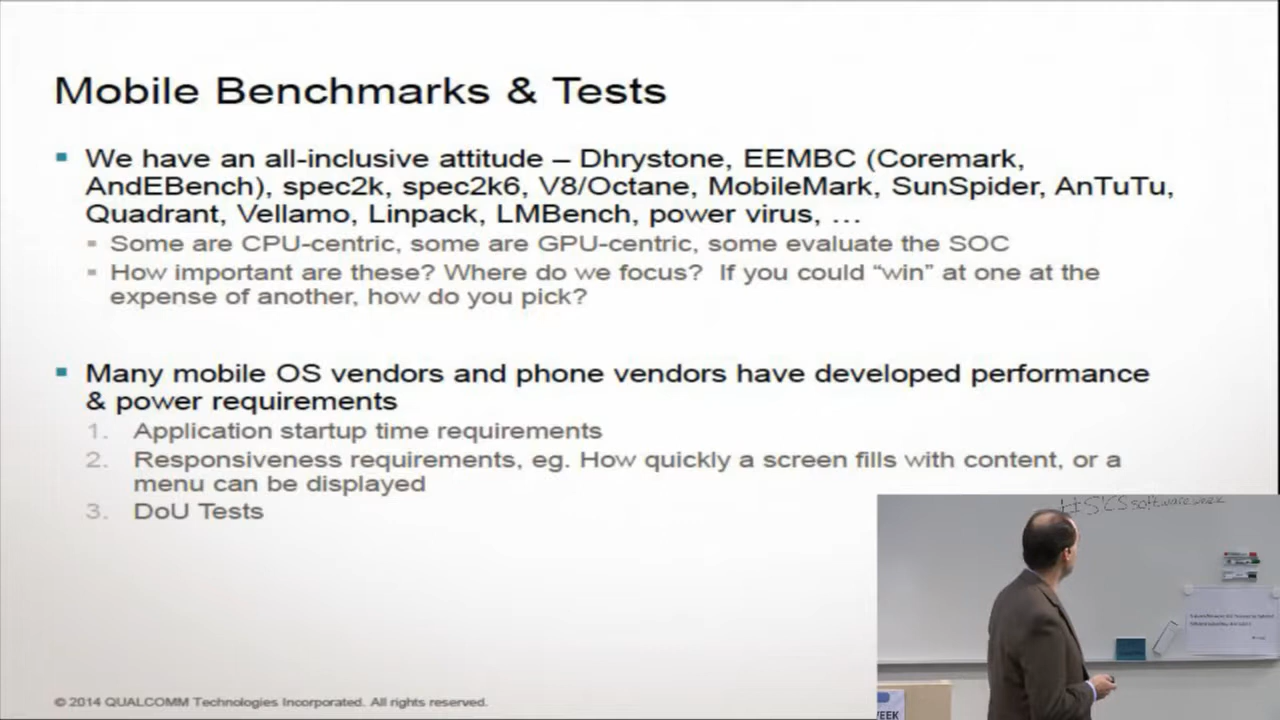 Mobile Benchmarks & Tests
We have an all-inclusive attitude – Dhrystone, EEMBC (Coremark,
AndEBench), spec2k, spec2k6, V8/Octane, MobileMark, SunSpider, AnTuTu,
Quadrant, Vellamo, Linpack, LMBench, power virus, …
Some are CPU-centric, some are GPU-centric, some evaluate the SOC
How important are these? Where do we focus? If you could “win” at one at the
expense of another, how do you pick?
Many mobile OS vendors and phone vendors have developed performance
& power requirements
1. Application startup time requirements
2. Responsiveness requirements, eg. How quickly a screen fills with content, or a
menu can be displayed
3. DoU Tests
softwareweek
WEEK
© 2014 QUALCOMM Technologies Incorporated. All rights reserved.